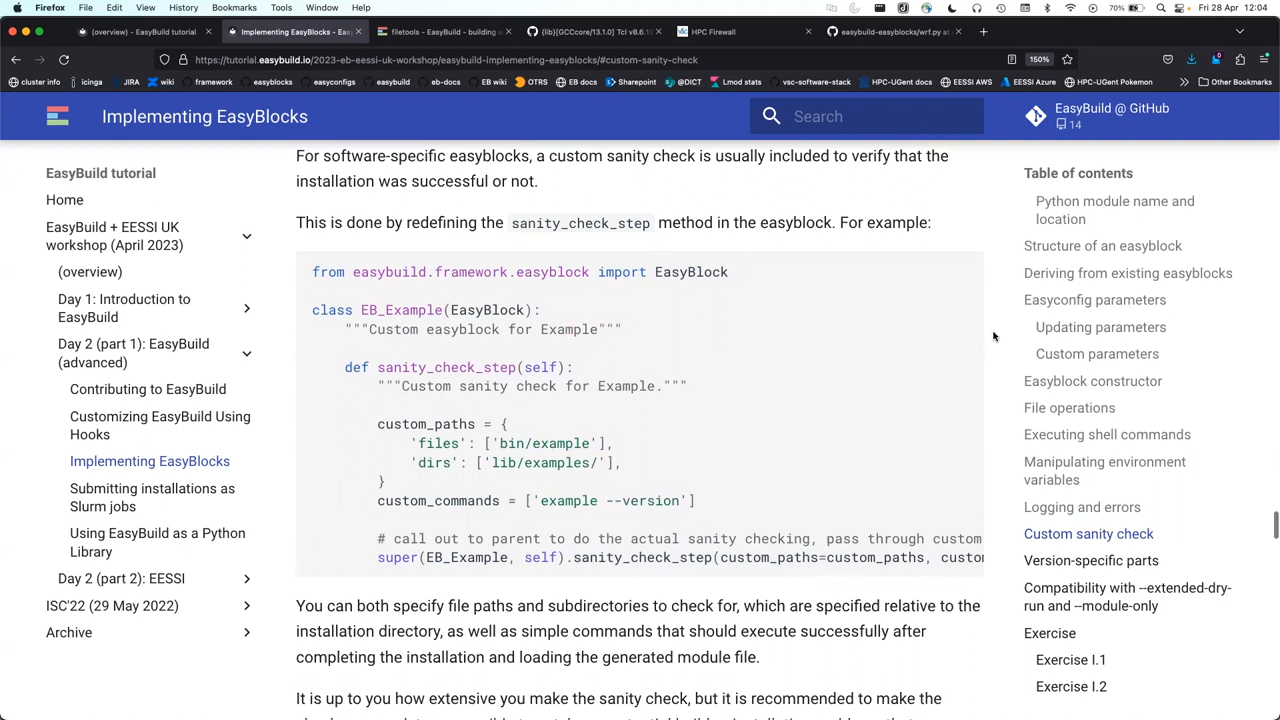 Firefox File Edit View History Bookmarks Tools Window Help 70% Fri 28 Apr 12:04
(overview) - EasyBuild tutorial
Implementing EasyBlocks - Eas
filetools - EasyBuild - building s
{lib}[GCCcore/13.1.0] Tcl v8.6.1
HPC Firewall
easybuild-easyblocks/wrf.py at
https://tutorial.easybuild.io/2023-eb-eessi-uk-workshop/easybuild-implementing-easyblocks/#custom-sanity-check 150%
cluster info icinga JIRA wiki framework easyblocks easyconfigs easybuild eb-docs EB wiki OTRS EB docs Sharepoint @DICT Lmod stats vsc-software-stack HPC-UGent docs EESSI AWS EESSI Azure HPC-UGent Pokemon Other Bookmarks
Implementing EasyBlocks
Search
EasyBuild @ GitHub
14
EasyBuild tutorial
Home
EasyBuild + EESSI UK
workshop (April 2023)
(overview)
Day 1: Introduction to
EasyBuild
Day 2 (part 1): EasyBuild
(advanced)
Contributing to EasyBuild
Customizing EasyBuild Using
Hooks
Implementing EasyBlocks
Submitting installations as
Slurm jobs
Using EasyBuild as a Python
Library
Day 2 (part 2): EESSI
ISC'22 (29 May 2022)
Archive
For software-specific easyblocks, a custom sanity check is usually included to verify that the
installation was successful or not.
This is done by redefining the sanity_check_step method in the easyblock. For example:
from easybuild.framework.easyblock import EasyBlock
class EB_Example(EasyBlock):
"""Custom easyblock for Example"""
def sanity_check_step(self):
"""Custom sanity check for Example."""
custom_paths = {
'files': ['bin/example'],
'dirs': ['lib/examples/'],
}
custom_commands = ['example --version']
# call out to parent to do the actual sanity checking, pass through custom
super(EB_Example, self).sanity_check_step(custom_paths=custom_paths, custom
You can both specify file paths and subdirectories to check for, which are specified relative to the
installation directory, as well as simple commands that should execute successfully after
completing the installation and loading the generated module file.
It is up to you how extensive you make the sanity check, but it is recommended to make the
Table of contents
Python module name and
location
Structure of an easyblock
Deriving from existing easyblocks
Easyconfig parameters
Updating parameters
Custom parameters
Easyblock constructor
File operations
Executing shell commands
Manipulating environment
variables
Logging and errors
Custom sanity check
Version-specific parts
Compatibility with --extended-dry-
run and --module-only
Exercise
Exercise I.1
Exercise I.2